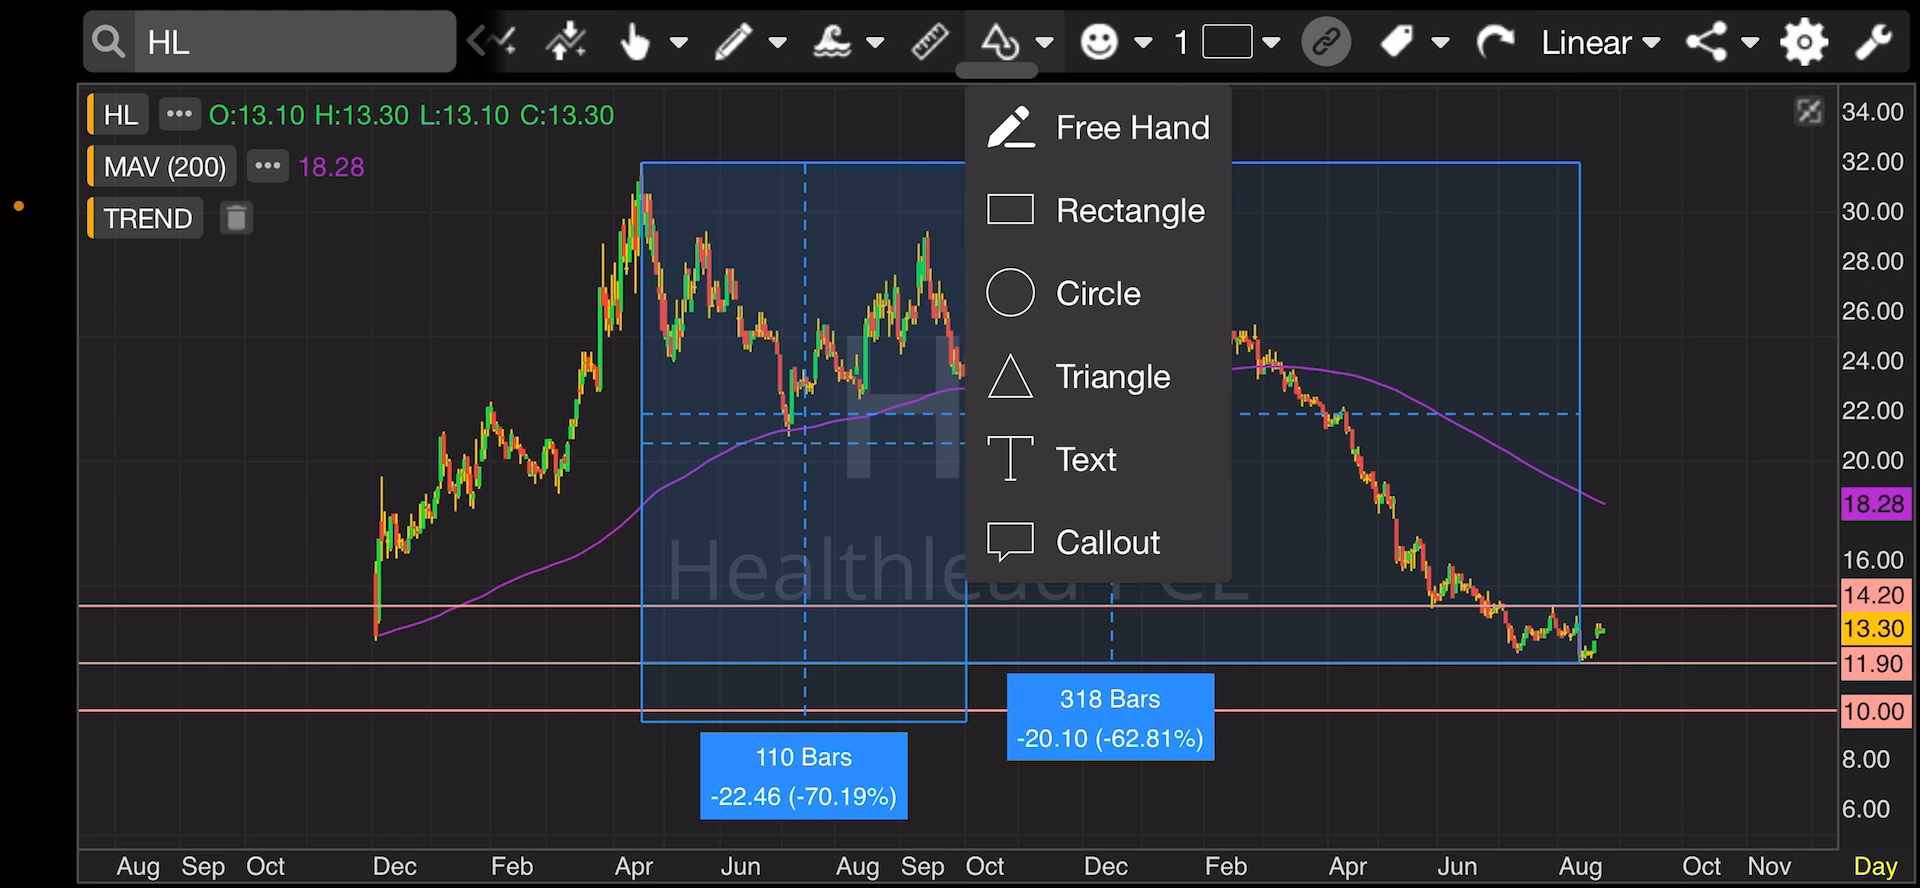 HL
1
Linear
HL ••• O:13.10 H:13.30 L:13.10 C:13.30
MAV (200) ••• 18.28
TREND
Free Hand
Rectangle
Circle
Triangle
Text
Callout
34.00
32.00
30.00
28.00
26.00
24.00
22.00
20.00
18.28
16.00
14.20
13.30
11.90
10.00
8.00
6.00
318 Bars
-20.10 (-62.81%)
110 Bars
-22.46 (-70.19%)
Aug Sep Oct Dec Feb Apr Jun Aug Sep Oct Dec Feb Apr Jun Aug Oct Nov Day